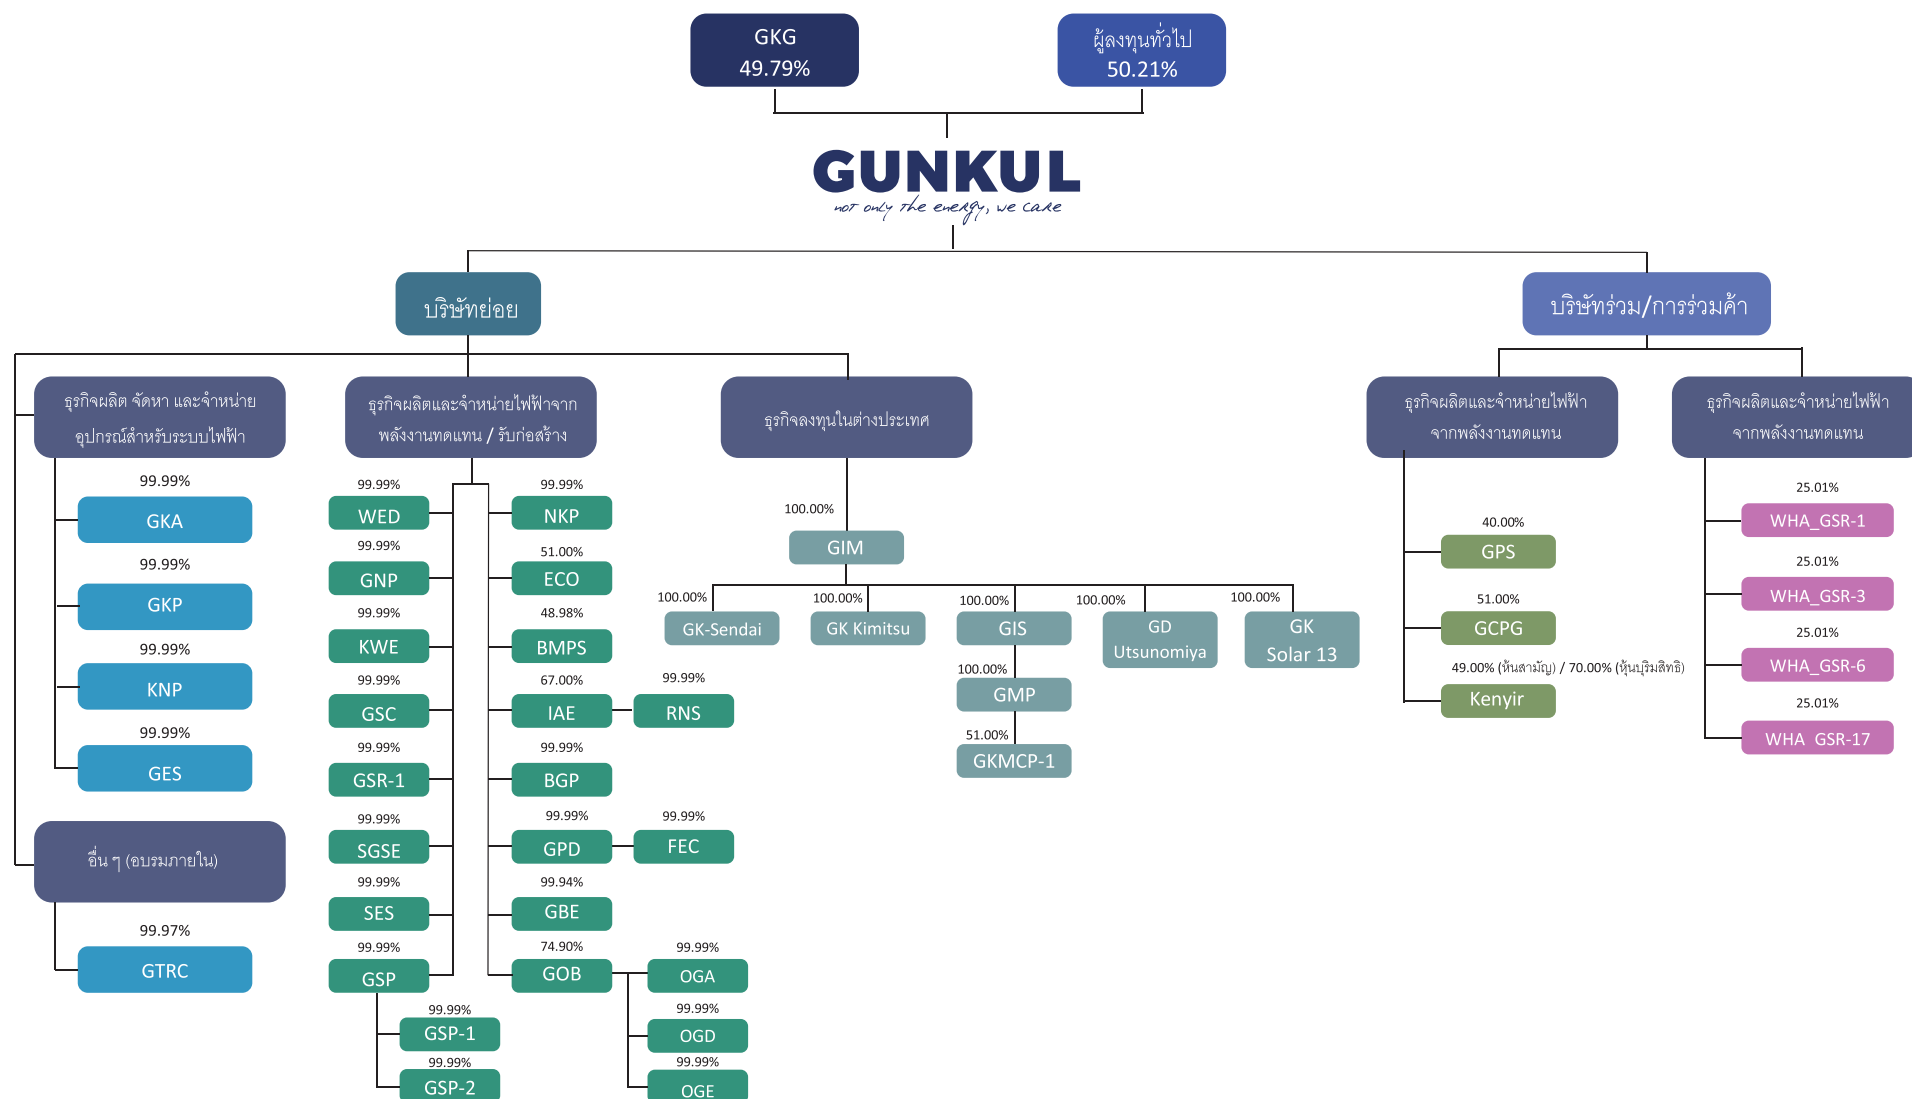 GKG
49.79%
ผู้ลงทุนทั่วไป
50.21%
GUNKUL
not only the energy, we care
บริษัทย่อย
บริษัทร่วม/การร่วมค้า
ธุรกิจผลิต จัดหา และจำหน่าย
อุปกรณ์สำหรับระบบไฟฟ้า
99.99%
GKA
99.99%
GKP
99.99%
KNP
99.99%
GES
อื่น ๆ (อบรมภายใน)
99.97%
GTRC
ธุรกิจผลิตและจำหน่ายไฟฟ้าจาก
พลังงานทดแทน / รับก่อสร้าง
99.99%
WED
99.99%
GNP
99.99%
KWE
99.99%
GSC
99.99%
GSR-1
99.99%
SGSE
99.99%
SES
99.99%
GSP
99.99%
GSP-1
99.99%
GSP-2
99.99%
NKP
51.00%
ECO
48.98%
BMPS
67.00%
IAE
99.99%
RNS
99.99%
BGP
99.99%
GPD
99.99%
FEC
99.94%
GBE
74.90%
GOB
99.99%
OGA
99.99%
OGD
99.99%
OGE
ธุรกิจลงทุนในต่างประเทศ
100.00%
GIM
100.00%
GK-Sendai
100.00%
GK Kimitsu
100.00%
GIS
100.00%
GMP
51.00%
GKMCP-1
100.00%
GD
Utsunomiya
100.00%
GK
Solar 13
ธุรกิจผลิตและจำหน่ายไฟฟ้า
จากพลังงานทดแทน
40.00%
GPS
51.00%
GCPG
49.00% (หุ้นสามัญ) / 70.00% (หุ้นบุริมสิทธิ)
Kenyir
ธุรกิจผลิตและจำหน่ายไฟฟ้า
จากพลังงานทดแทน
25.01%
WHA_GSR-1
25.01%
WHA_GSR-3
25.01%
WHA_GSR-6
25.01%
WHA GSR-17